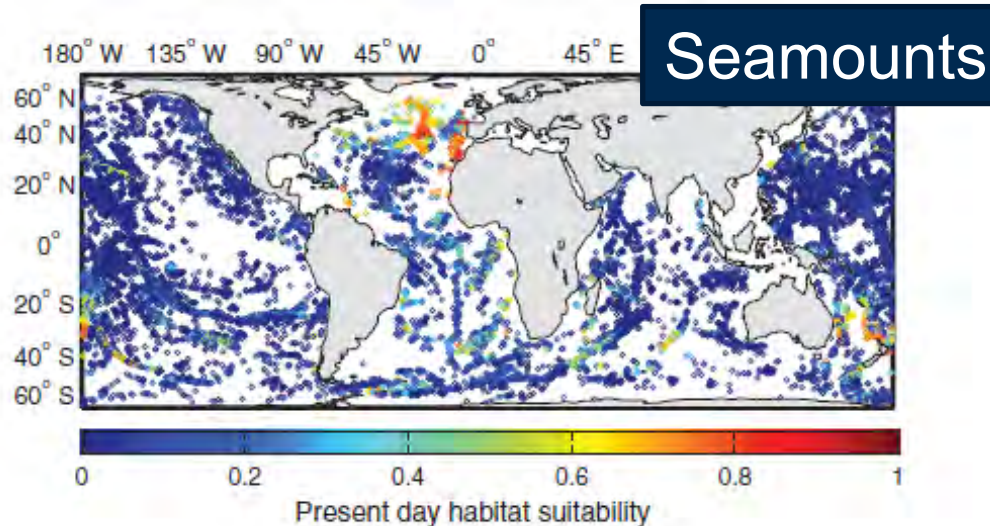 Seamounts
180° W 135° W 90° W 45° W 0° 45° E
60° N
40° N
20° N
0°
20° S
40° S
60° S
0 0.2 0.4 0.6 0.8 1
Present day habitat suitability